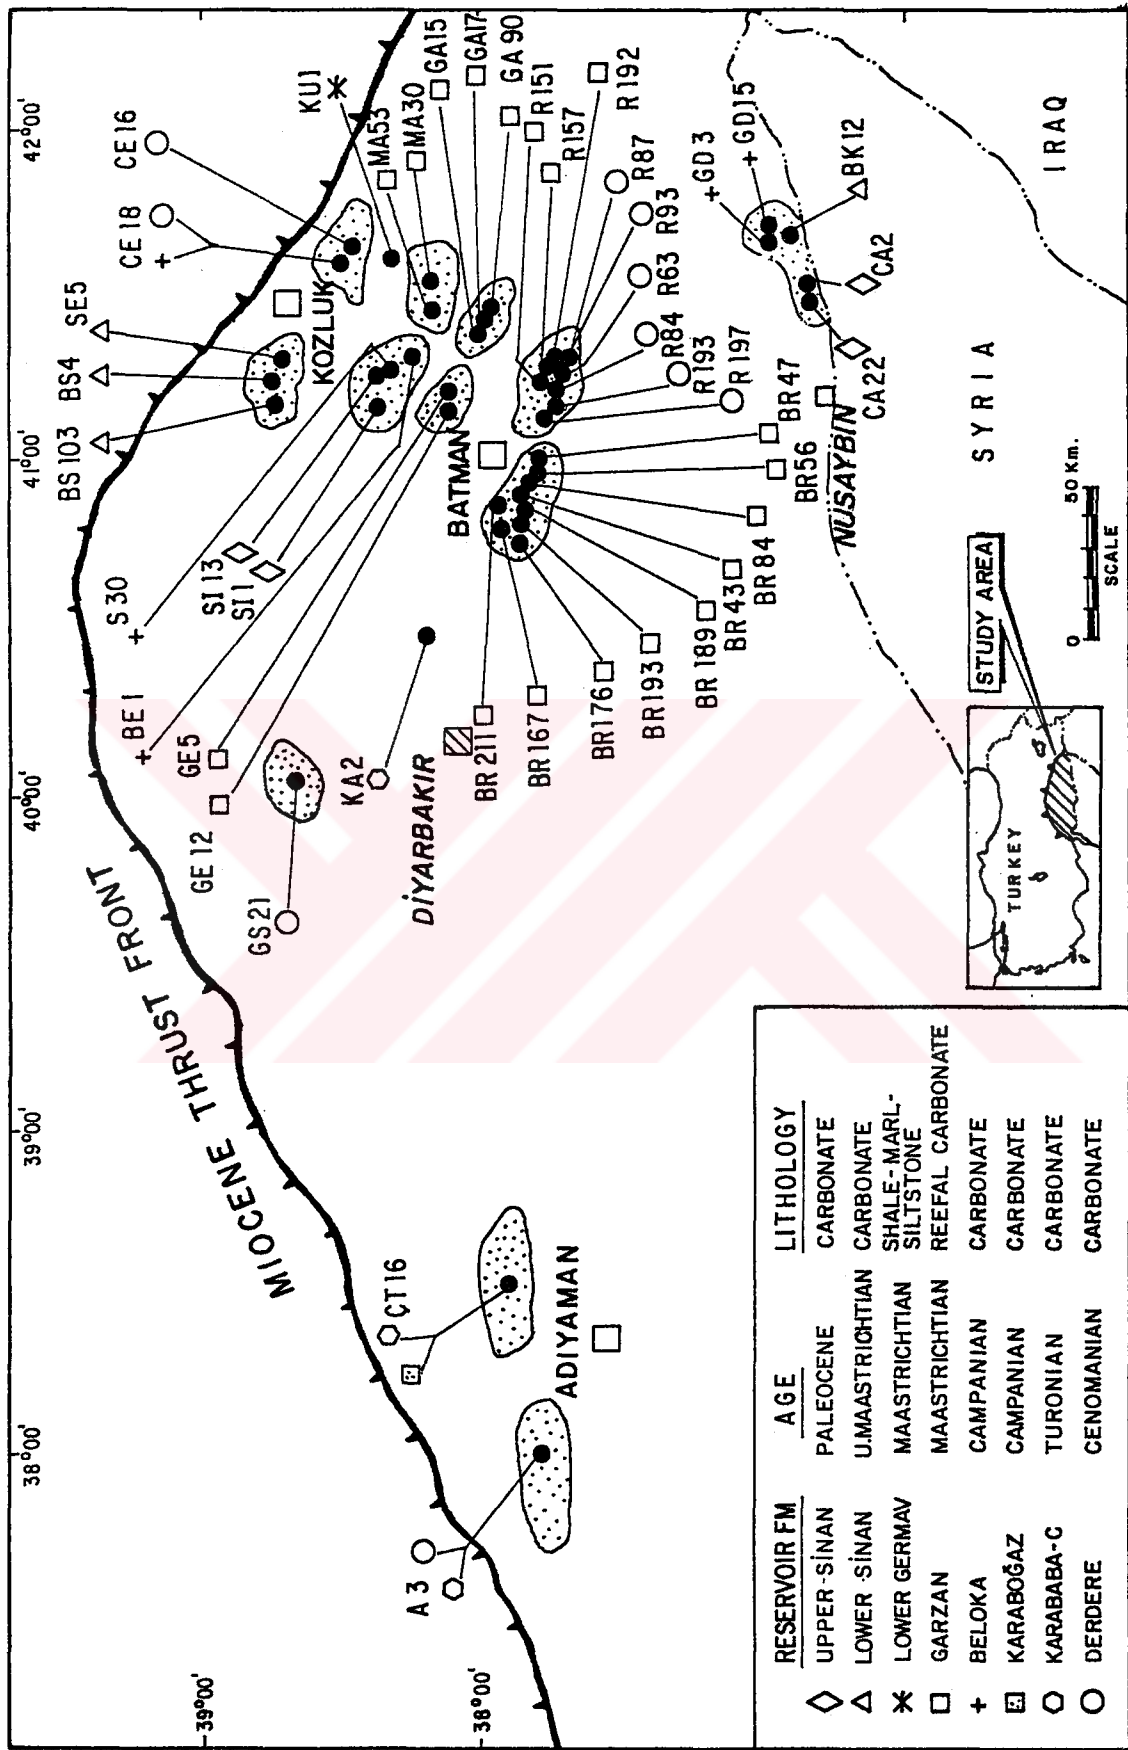 38°00'
39°00'
40°00'
41°00'
42°00'
39°00'
38°00'
MIOCENE THRUST FRONT
A3
ÇT16
ADIYAMAN
GS21
GE12
GE5
BE1
S30
SI13
SI1
BS103
BS4
SE5
CE18
CE16
KOZLUK
KU1
MA53
MA30
GA15
GA17
GA90
R151
R157
R192
R87
R93
R63
R84
R193
R197
BATMAN
KA2
DİYARBAKIR
BR211
BR167
BR176
BR193
BR189
BR43
BR84
BR56
BR47
NUSAYBİN
CA22
CA2
BK12
+GD3
+GD15
IRAQ
SYRIA
0 50 Km.
SCALE
STUDY AREA
TURKEY
RESERVOIR FM AGE LITHOLOGY
UPPER-SİNAN PALEOCENE CARBONATE
LOWER-SİNAN U.MAASTRICHTIAN CARBONATE
LOWER GERMAV MAASTRICHTIAN SHALE-MARL-
SILTSTONE
GARZAN MAASTRICHTIAN REEFAL CARBONATE
+ BELOKA CAMPANIAN CARBONATE
KARABOĞAZ CAMPANIAN CARBONATE
KARABABA-C TURONIAN CARBONATE
DERDERE CENOMANIAN CARBONATE